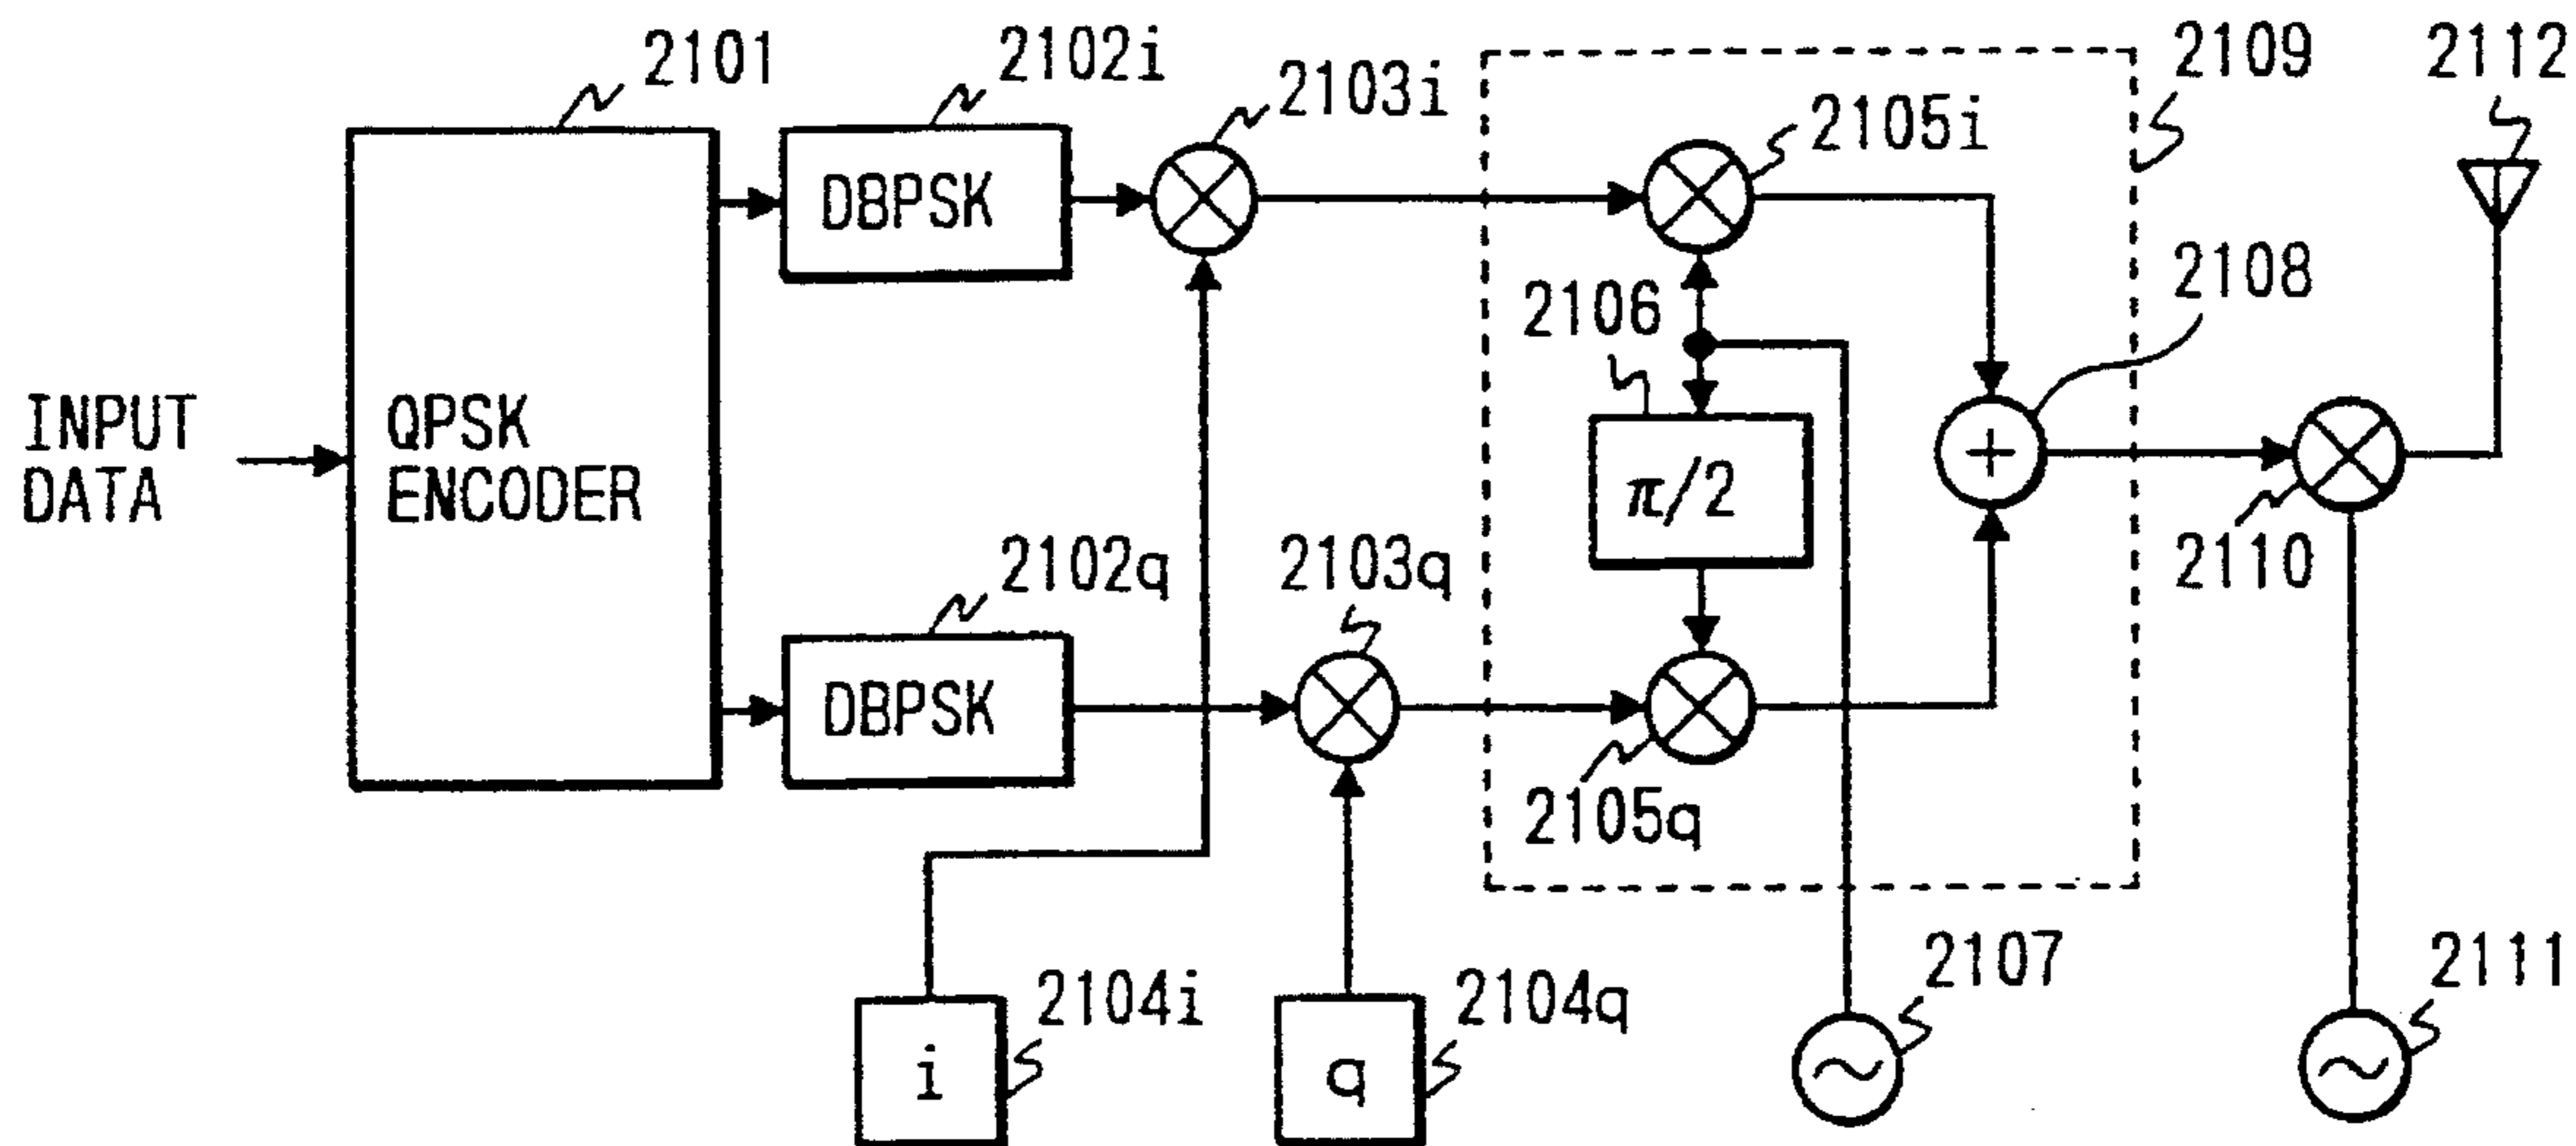 2101
2102i
2103i
2105i
2109
2112
DBPSK
2106
2108
INPUT
DATA
QPSK
ENCODER
π/2
+
2110
2102q
2103q
DBPSK
2105q
2104i
2104q
2107
2111
i
q